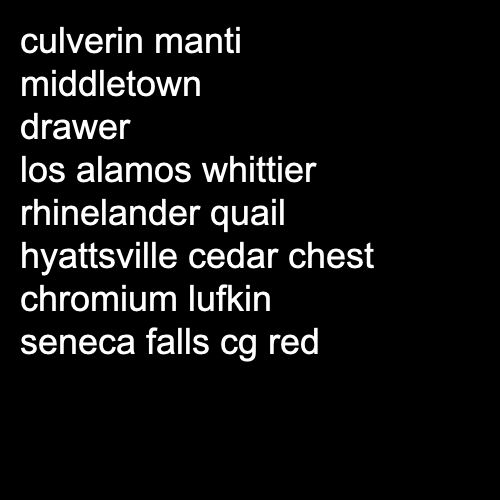 culverin manti
middletown
drawer
los alamos whittier
rhinelander quail
hyattsville cedar chest
chromium lufkin
seneca falls cg red